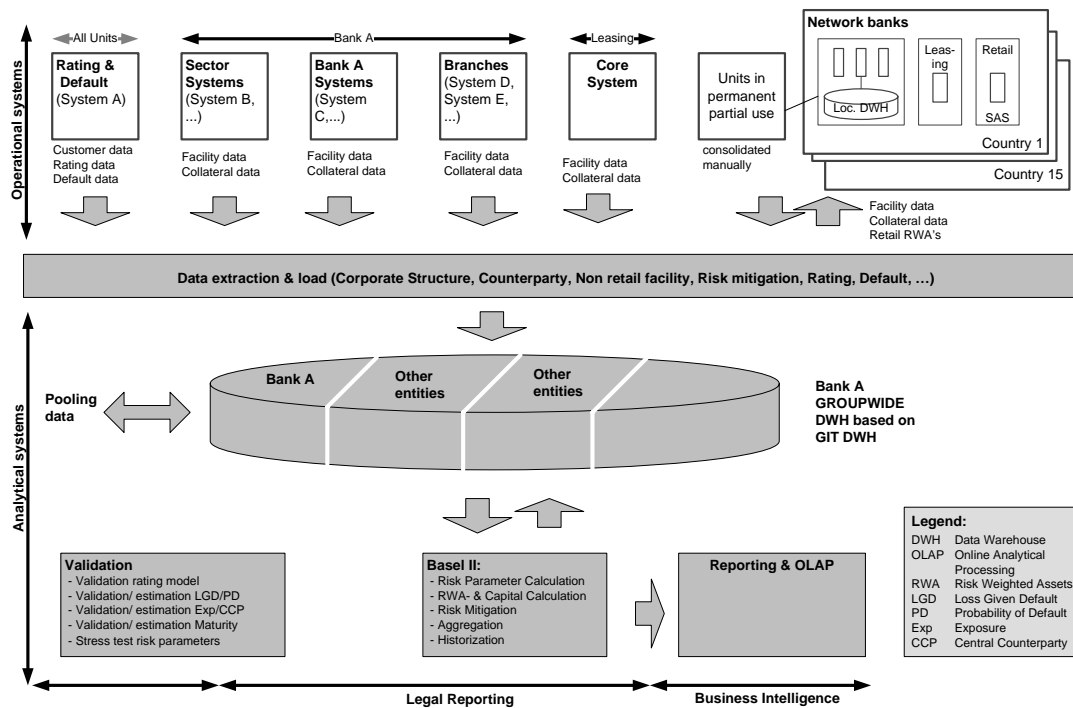 All Units
Bank A
Leasing
Operational systems
Rating &
Default
(System A)
Customer data
Rating data
Default data
Sector
Systems
(System B,
...)
Facility data
Collateral data
Bank A
Systems
(System
C,...)
Facility data
Collateral data
Branches
(System D,
System E,
...)
Facility data
Collateral data
Core
System
Facility data
Collateral data
Units in
permanent
partial use
consolidated
manually
Network banks
Loc. DWH
Leas-
ing
Retail
SAS
Country 1
Country 15
Facility data
Collateral data
Retail RWA's
Data extraction & load (Corporate Structure, Counterparty, Non retail facility, Risk mitigation, Rating, Default, ...)
Analytical systems
Pooling
data
Bank A
Other
entities
Other
entities
Bank A
GROUPWIDE
DWH based on
GIT DWH
Validation
- Validation rating model
- Validation/ estimation LGD/PD
- Validation/ estimation Exp/CCP
- Validation/ estimation Maturity
- Stress test risk parameters
Basel II:
- Risk Parameter Calculation
- RWA- & Capital Calculation
- Risk Mitigation
- Aggregation
- Historization
Reporting & OLAP
Legend:
DWH Data Warehouse
OLAP Online Analytical
Processing
RWA Risk Weighted Assets
LGD Loss Given Default
PD Probability of Default
Exp Exposure
CCP Central Counterparty
Legal Reporting
Business Intelligence